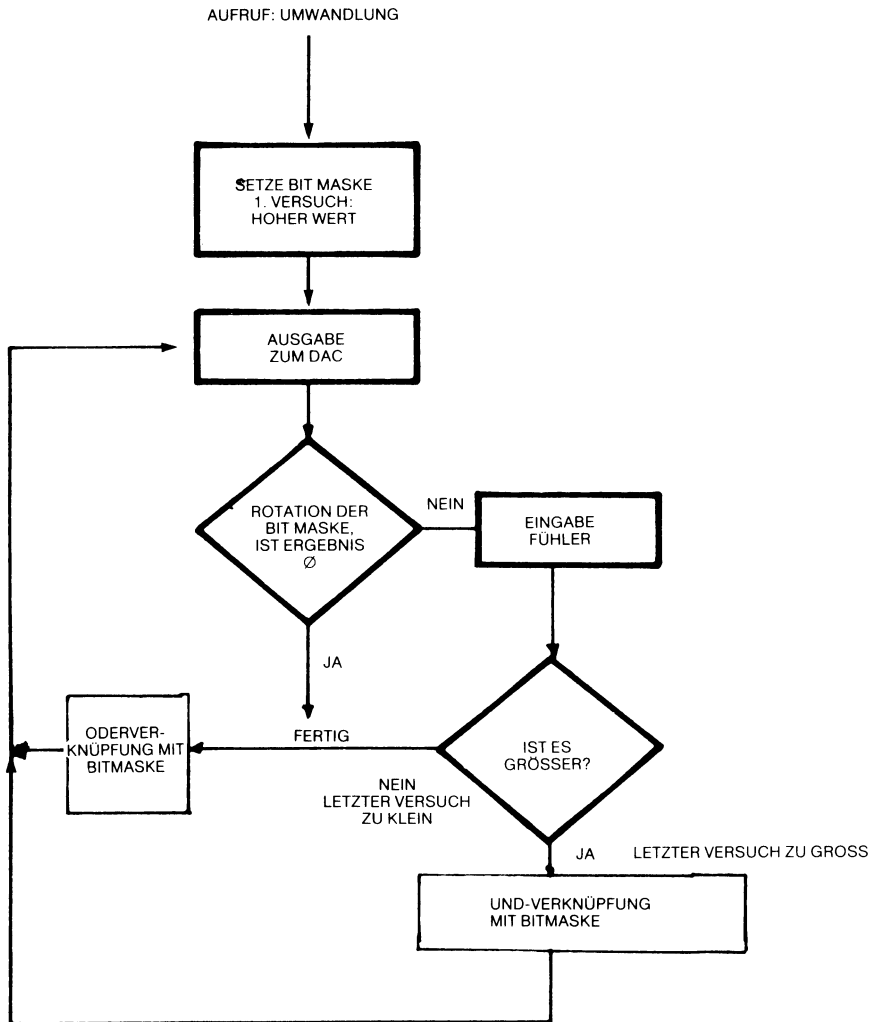 AUFRUF: UMWANDLUNG
SETZE BIT MASKE
1. VERSUCH:
HOHER WERT
AUSGABE
ZUM DAC
ROTATION DER
BIT MASKE,
IST ERGEBNIS
Ø
NEIN
EINGABE
FÜHLER
JA
FERTIG
ODERVER-
KNÜPFUNG MIT
BITMASKE
IST ES
GRÖSSER?
NEIN
LETZTER VERSUCH
ZU KLEIN
JA
LETZTER VERSUCH ZU GROSS
UND-VERKNÜPFUNG
MIT BITMASKE